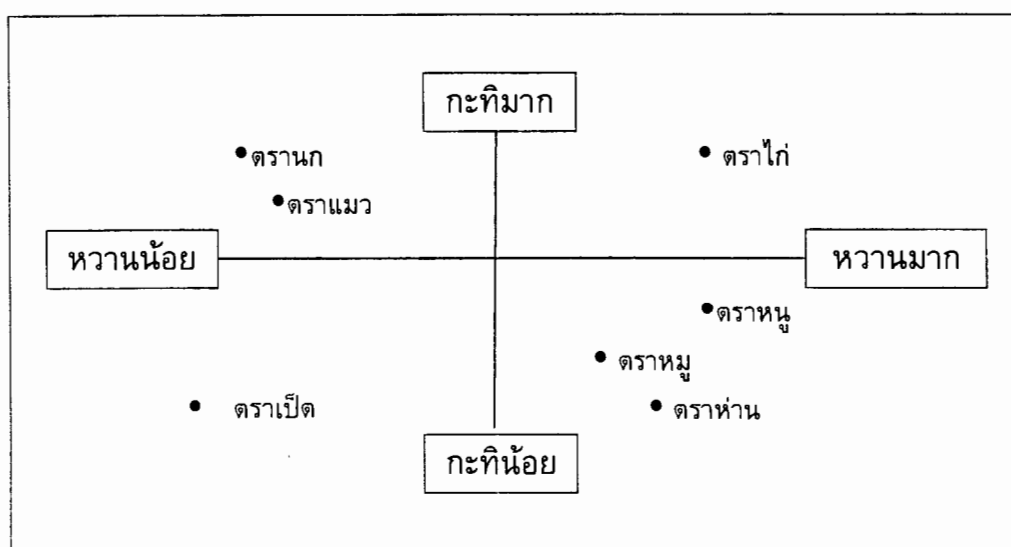 กะทิมาก
ตรานก
ตราไก่
ตราแมว
หวานน้อย
หวานมาก
ตราหนู
ตราหมู
ตราเป็ด
ตราห่าน
กะทิน้อย